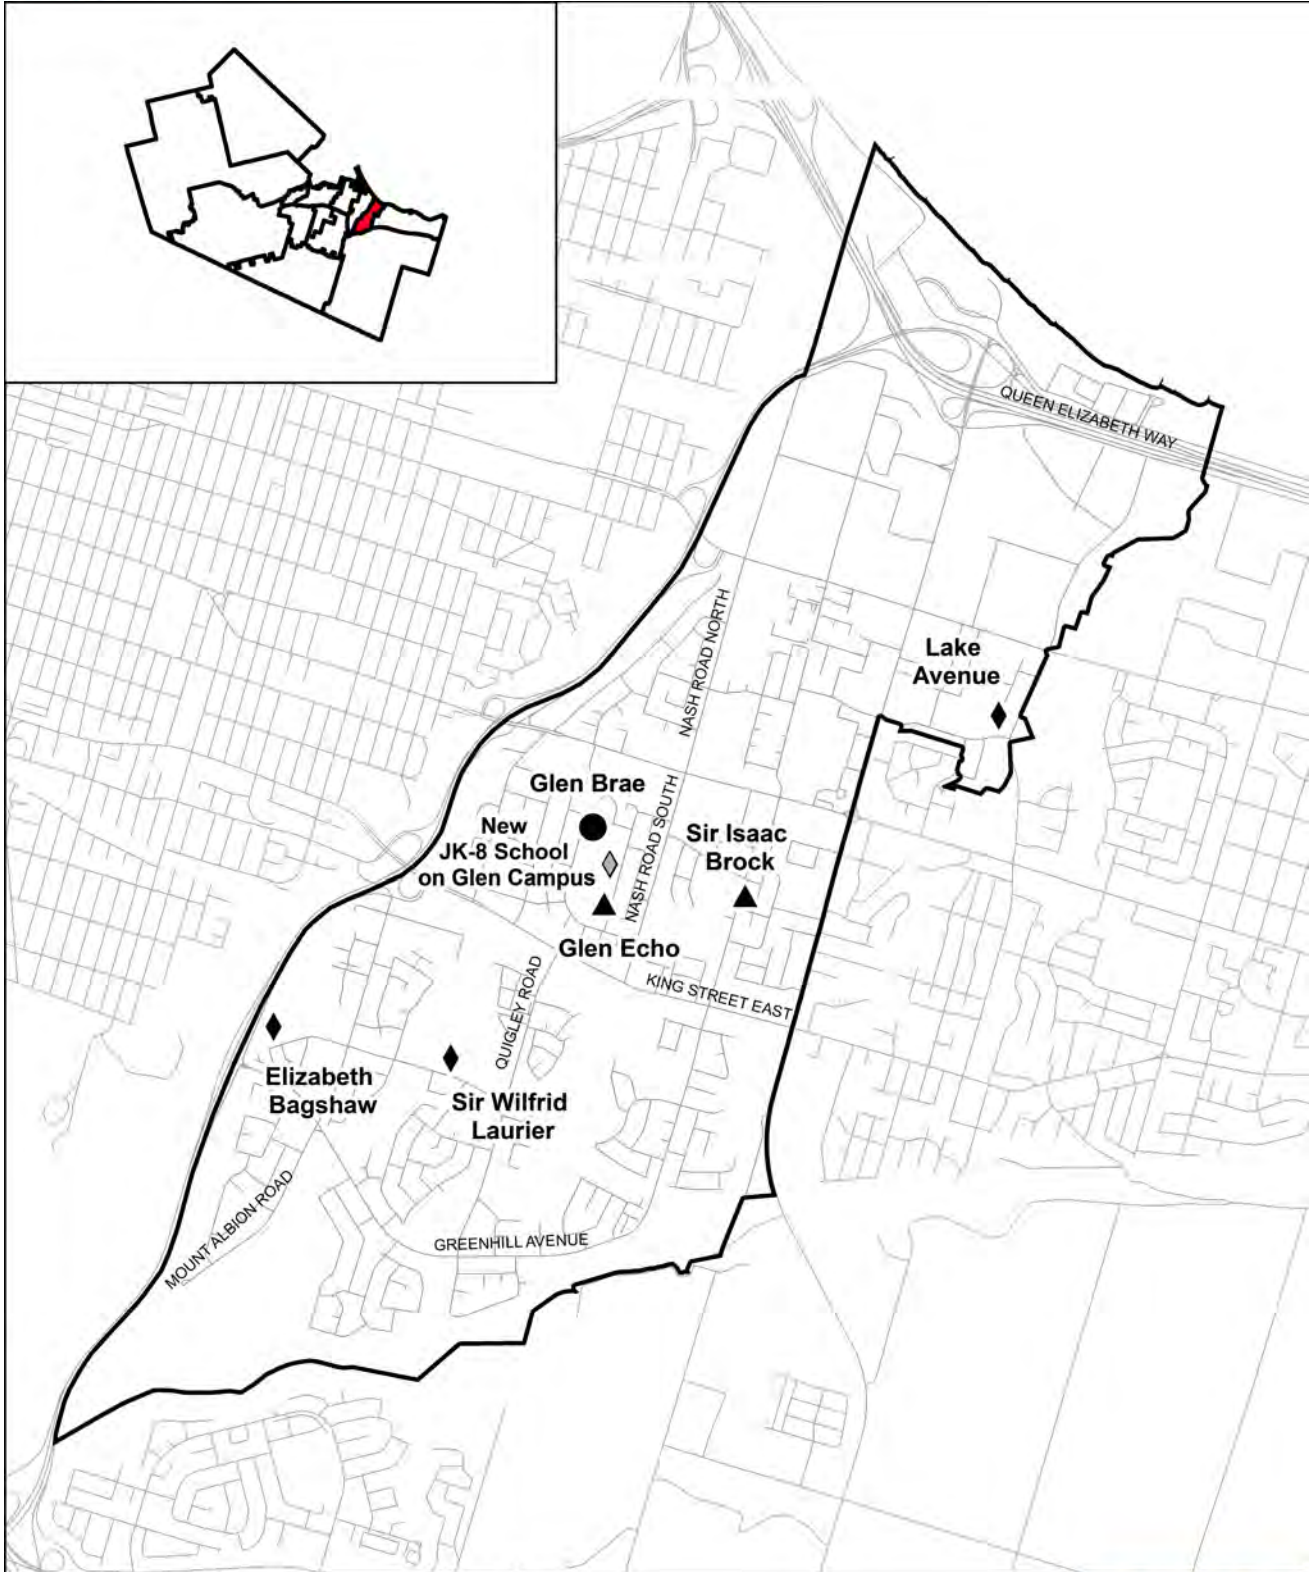 QUEEN ELIZABETH WAY
NASH ROAD NORTH
Lake
Avenue
Glen Brae
New
JK-8 School
on Glen Campus
NASH ROAD SOUTH
Sir Isaac
Brock
Glen Echo
KING STREET EAST
QUIGLEY ROAD
Elizabeth
Bagshaw
Sir Wilfrid
Laurier
MOUNT ALBION ROAD
GREENHILL AVENUE